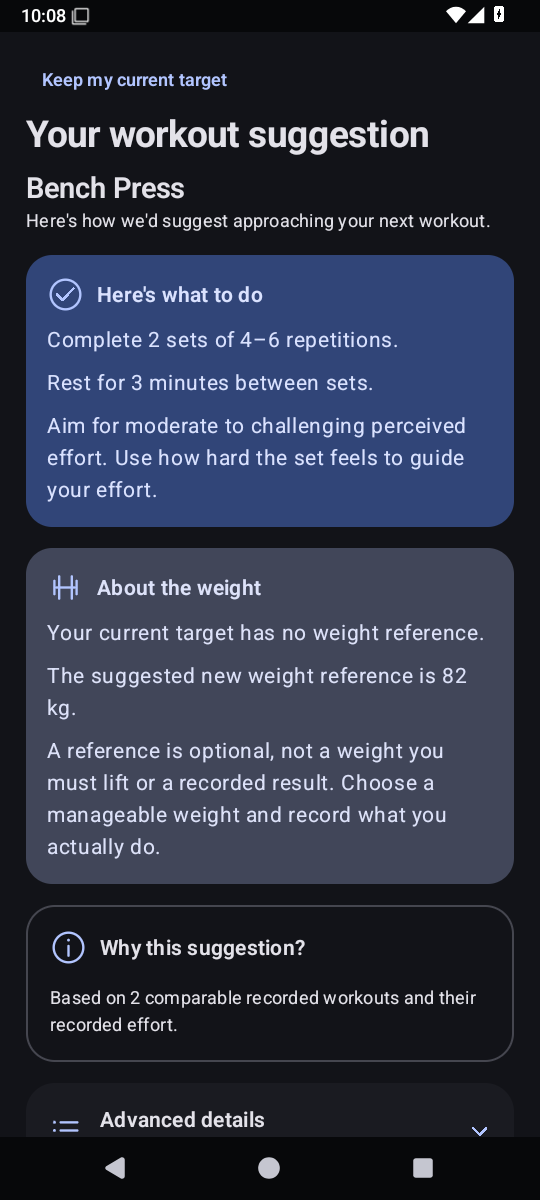 10:08
Keep my current target
Your workout suggestion
Bench Press
Here's how we'd suggest approaching your next workout.
Here's what to do
Complete 2 sets of 4–6 repetitions.
Rest for 3 minutes between sets.
Aim for moderate to challenging perceived
effort. Use how hard the set feels to guide
your effort.
About the weight
Your current target has no weight reference.
The suggested new weight reference is 82
kg.
A reference is optional, not a weight you
must lift or a recorded result. Choose a
manageable weight and record what you
actually do.
Why this suggestion?
Based on 2 comparable recorded workouts and their
recorded effort.
Advanced details